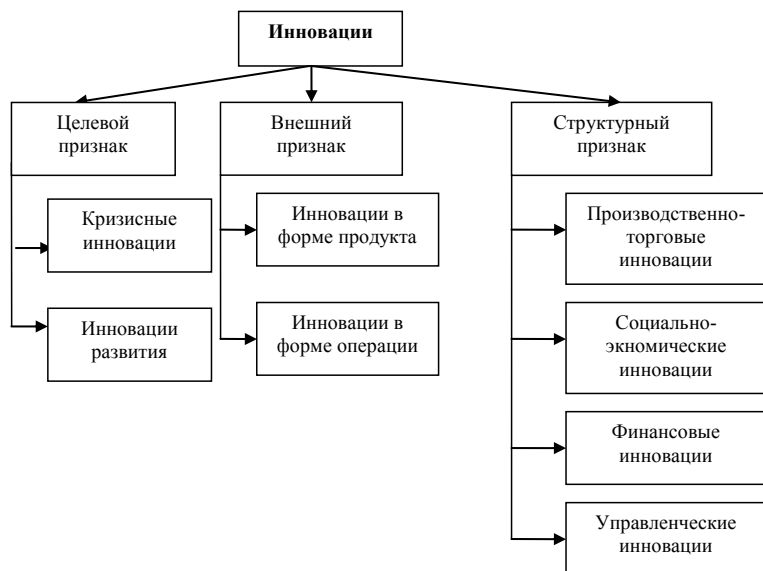 Инновации
Целевой
признак
Внешний
признак
Структурный
признак
Кризисные
инновации
Инновации
развития
Инновации в
форме продукта
Инновации в
форме операции
Производственно-
торговые
инновации
Социально-
экномические
инновации
Финансовые
инновации
Управленческие
инновации